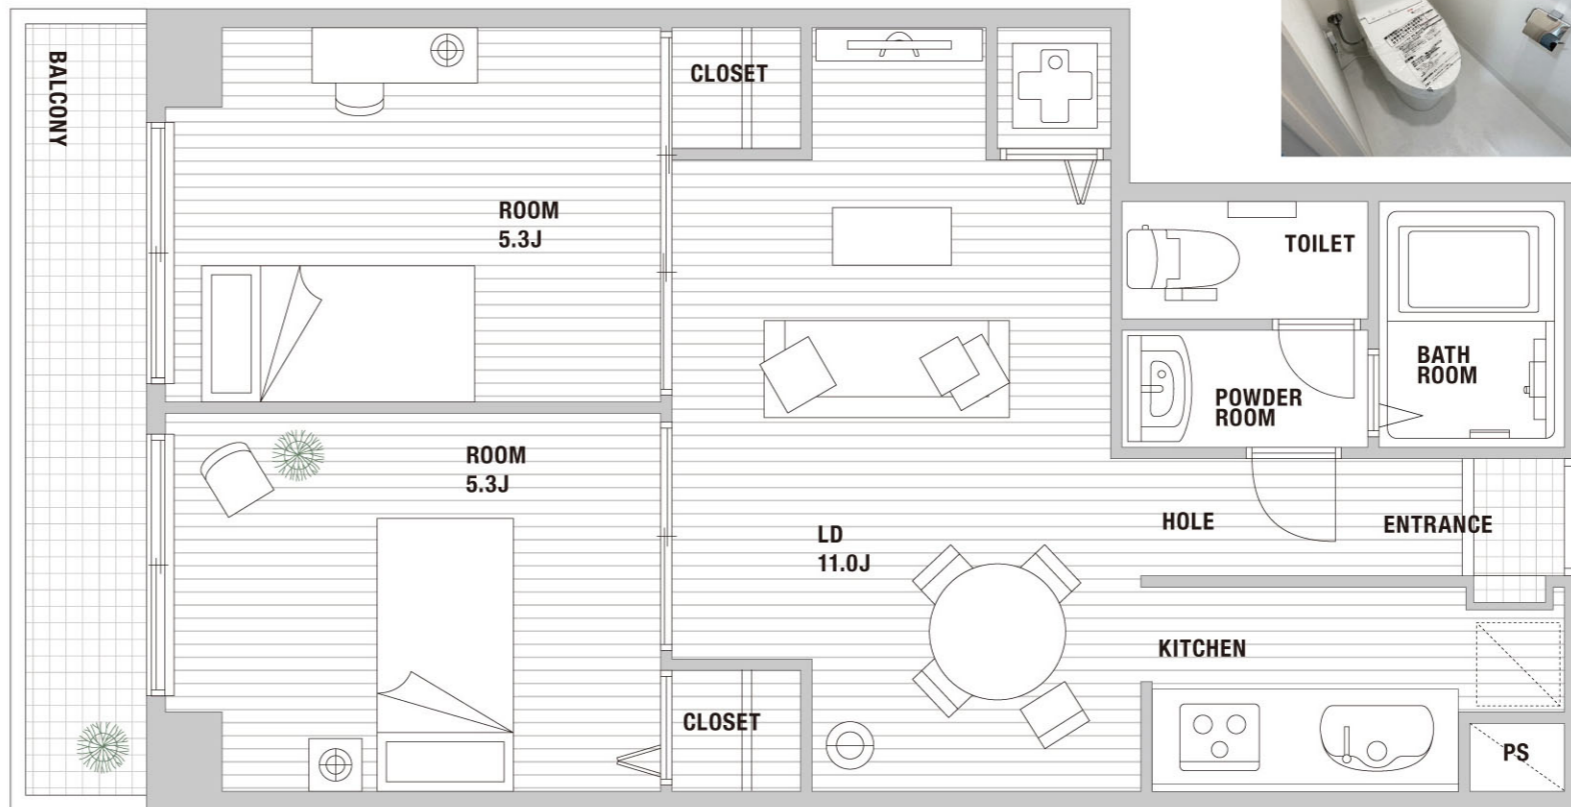 BALCONY
CLOSET
ROOM
5.3J
TOILET
BATH
ROOM
POWDER
ROOM
ROOM
5.3J
LD
11.0J
HOLE
ENTRANCE
KITCHEN
CLOSET
PS